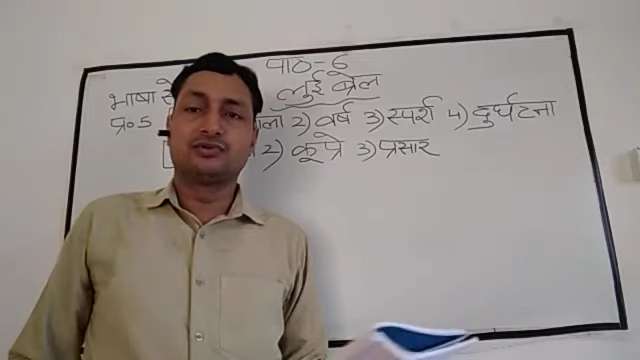 पाठ-6
लुई ब्रेल
भाषा से
प्र०5 ाला 2) वर्ष 3) स्पर्श 4) दुर्घटना
2) कूप्रे 3) प्रसार